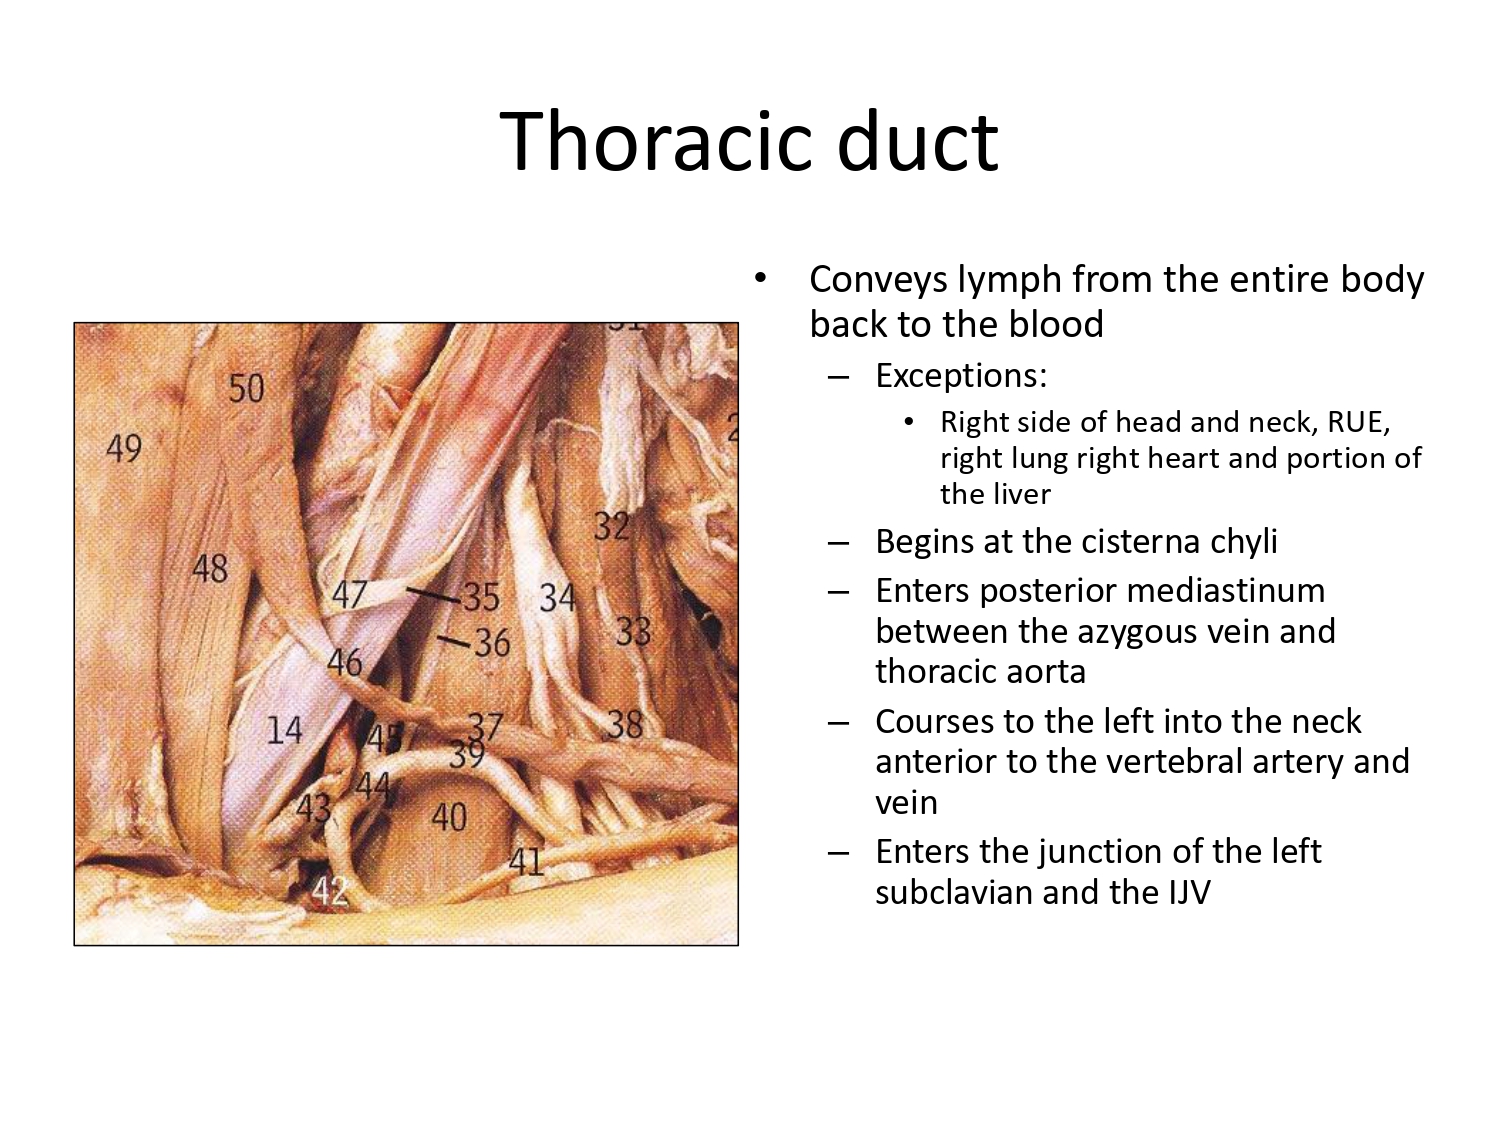 Thoracic duct
• Conveys lymph from the entire body
back to the blood
– Exceptions:
• Right side of head and neck, RUE,
right lung right heart and portion of
the liver
– Begins at the cisterna chyli
– Enters posterior mediastinum
between the azygous vein and
thoracic aorta
– Courses to the left into the neck
anterior to the vertebral artery and
vein
– Enters the junction of the left
subclavian and the IJV
50
49
32
48
47
35
34
33
36
46
14
45
37
38
39
44
43
40
41
42